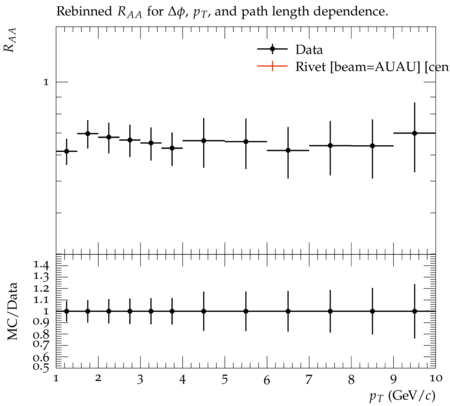 Rebinned R_AA for Δϕ, p_T, and path length dependence.
R_AA
1
Data
Rivet [beam=AUAU] [cen
MC/Data
1.4
1.3
1.2
1.1
1
0.9
0.8
0.7
0.6
0.5
1 2 3 4 5 6 7 8 9 10
p_T (GeV/c)